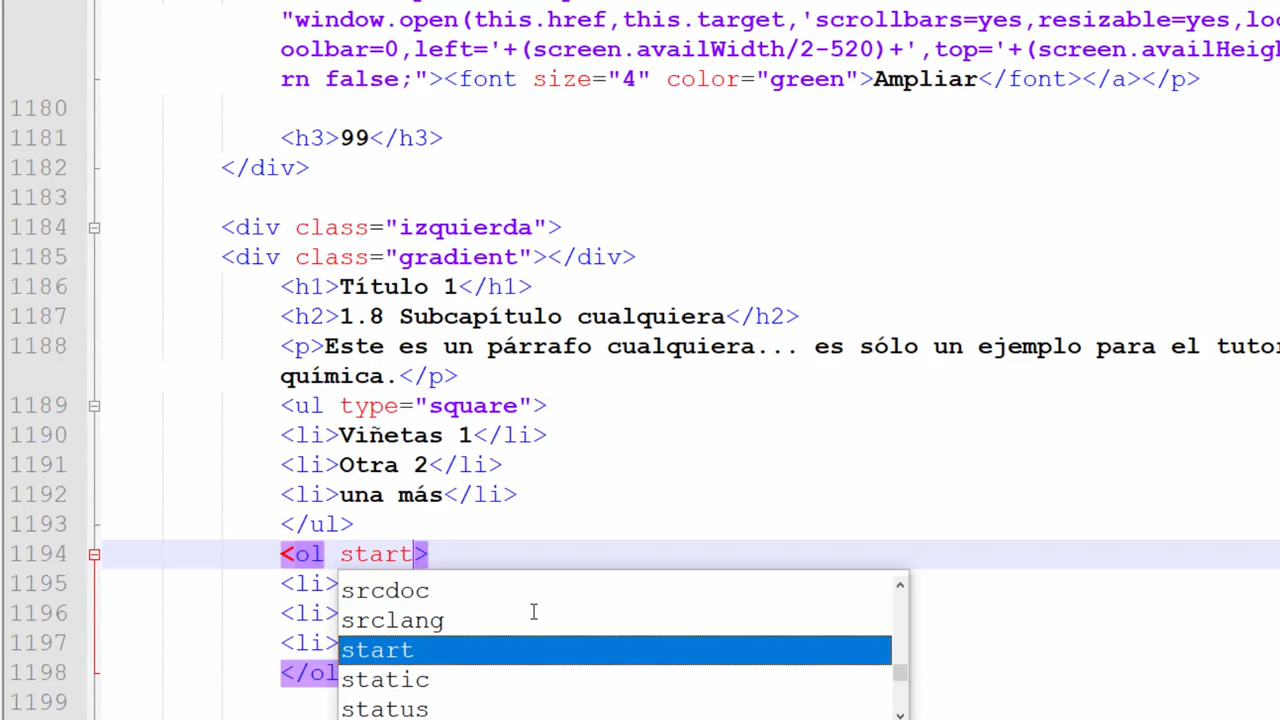 "window.open(this.href,this.target,'scrollbars=yes,resizable=yes,loc
oolbar=0,left='+(screen.availWidth/2-520)+',top='+(screen.availHeigh
rn false;"><font size="4" color="green">Ampliar</font></a></p>
1180
1181 <h3>99</h3>
1182 </div>
1183
1184 <div class="izquierda">
1185 <div class="gradient"></div>
1186 <h1>Título 1</h1>
1187 <h2>1.8 Subcapítulo cualquiera</h2>
1188 <p>Este es un párrafo cualquiera... es sólo un ejemplo para el tutor
química.</p>
1189 <ul type="square">
1190 <li>Viñetas 1</li>
1191 <li>Otra 2</li>
1192 <li>una más</li>
1193 </ul>
1194 <ol start>
1195 <li>
srcdoc
1196 <li>
srclang
start
1197 <li>
1198 </ol
static
1199
status